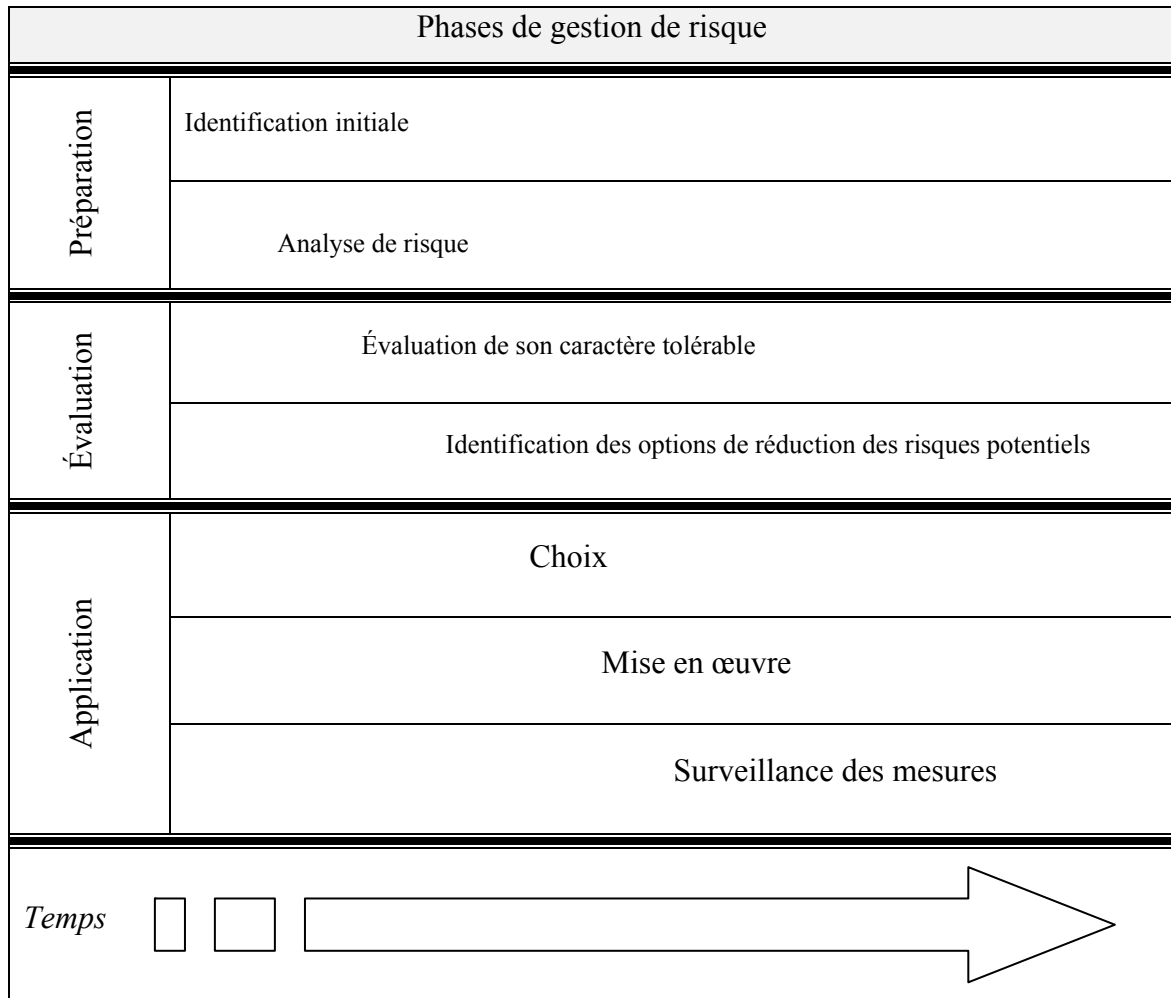 Phases de gestion de risque
Préparation
Identification initiale
Analyse de risque
Évaluation
Évaluation de son caractère tolérable
Identification des options de réduction des risques potentiels
Application
Choix
Mise en œuvre
Surveillance des mesures
Temps